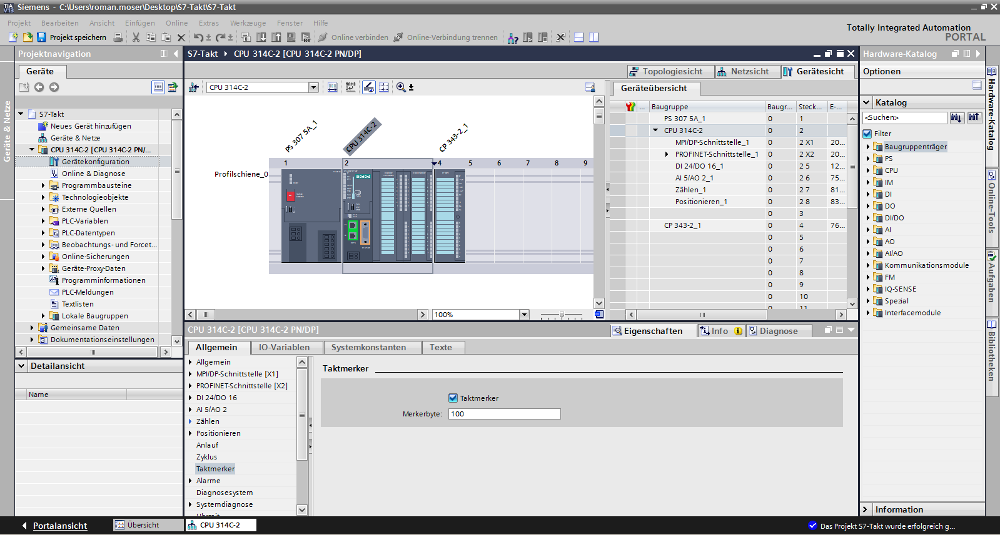 TIA V13 Siemens - C:\Users\roman.moser\Desktop\S7-Takt\S7-Takt
Projekt Bearbeiten Ansicht Einfügen Online Extras Werkzeuge Fenster Hilfe
Totally Integrated Automation
PORTAL
Projekt speichern
Online verbinden
Online-Verbindung trennen
Projektnavigation
Geräte
Geräte & Netze
S7-Takt
Neues Gerät hinzufügen
Geräte & Netze
CPU 314C-2 [CPU 314C-2 PN/...
Gerätekonfiguration
Online & Diagnose
Programmbausteine
Technologieobjekte
Externe Quellen
PLC-Variablen
PLC-Datentypen
Beobachtungs- und Forcet...
Online-Sicherungen
Geräte-Proxy-Daten
Programminformationen
PLC-Meldungen
Textlisten
Lokale Baugruppen
Gemeinsame Daten
Dokumentationseinstellungen
Detailansicht
Name
S7-Takt CPU 314C-2 [CPU 314C-2 PN/DP]
Topologiesicht Netzsicht Gerätesicht
CPU 314C-2
PS 307 5A_1
CPU 314C-2
CP 343-2_1
1 2 4 5 6 7 8 9
Profilschiene_0
SIEMENS
100%
Geräteübersicht
... Baugruppe Baugr... Steck... E-...
PS 307 5A_1 0 1
CPU 314C-2 0 2
MPI/DP-Schnittstelle_1 0 2 X1 20...
PROFINET-Schnittstelle_1 0 2 X2 20...
DI 24/DO 16_1 0 2 5 12...
AI 5/AO 2_1 0 2 6 75...
Zählen_1 0 2 7 81...
Positionieren_1 0 2 8 83...
0 3
CP 343-2_1 0 4 76...
0 5
0 6
0 7
0 8
0 9
0 10
0 11
CPU 314C-2 [CPU 314C-2 PN/DP]
Eigenschaften Info Diagnose
Allgemein IO-Variablen Systemkonstanten Texte
Allgemein
MPI/DP-Schnittstelle [X1]
PROFINET-Schnittstelle [X2]
DI 24/DO 16
AI 5/AO 2
Zählen
Positionieren
Anlauf
Zyklus
Taktmerker
Alarme
Diagnosesystem
Systemdiagnose
Uhrzeit
Taktmerker
Taktmerker
Merkerbyte: 100
Hardware-Katalog
Optionen
Katalog
<Suchen>
Filter
Baugruppenträger
PS
CPU
IM
DI
DO
DI/DO
AI
AO
AI/AO
Kommunikationsmodule
FM
IQ-SENSE
Spezial
Interfacemodule
Information
Hardware-Katalog
Online-Tools
Aufgaben
Bibliotheken
Portalansicht
Übersicht
CPU 314C-2
Das Projekt S7-Takt wurde erfolgreich g...